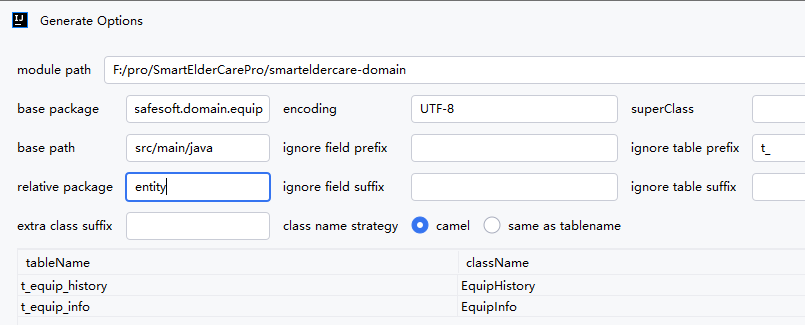 IJ Generate Options
module path F:/pro/SmartElderCarePro/smarteldercare-domain
base package safesoft.domain.equip encoding UTF-8 superClass
base path src/main/java ignore field prefix ignore table prefix t_
relative package entity ignore field suffix ignore table suffix
extra class suffix class name strategy camel same as tablename
tableName className
t_equip_history EquipHistory
t_equip_info EquipInfo